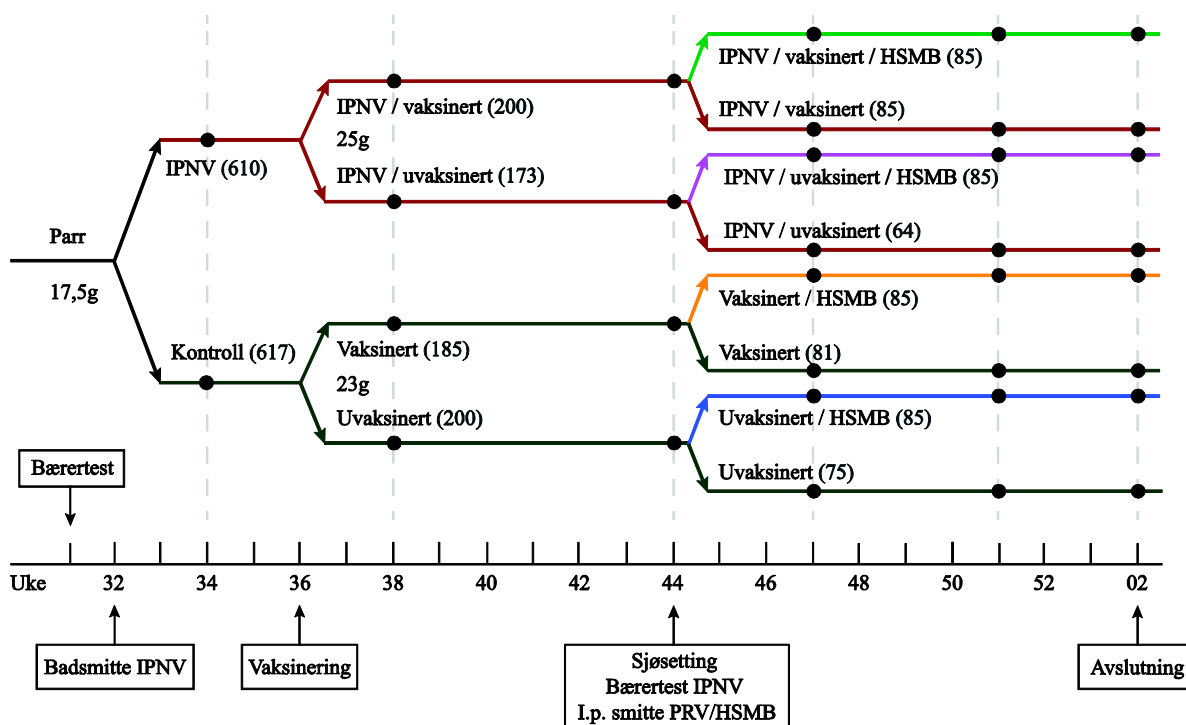 IPNV / vaksinert / HSMB (85)
IPNV / vaksinert (200)
IPNV / vaksinert (85)
25g
IPNV (610)
IPNV / uvaksinert (173)
IPNV / uvaksinert / HSMB (85)
Parr
IPNV / uvaksinert (64)
17,5g
Vaksinert / HSMB (85)
Kontroll (617)
Vaksinert (185)
Vaksinert (81)
23g
Uvaksinert (200)
Uvaksinert / HSMB (85)
Bærertest
Uvaksinert (75)
Uke 32 34 36 38 40 42 44 46 48 50 52 02
Badsmitte IPNV
Vaksinering
Sjøsetting
Bærertest IPNV
I.p. smitte PRV/HSMB
Avslutning